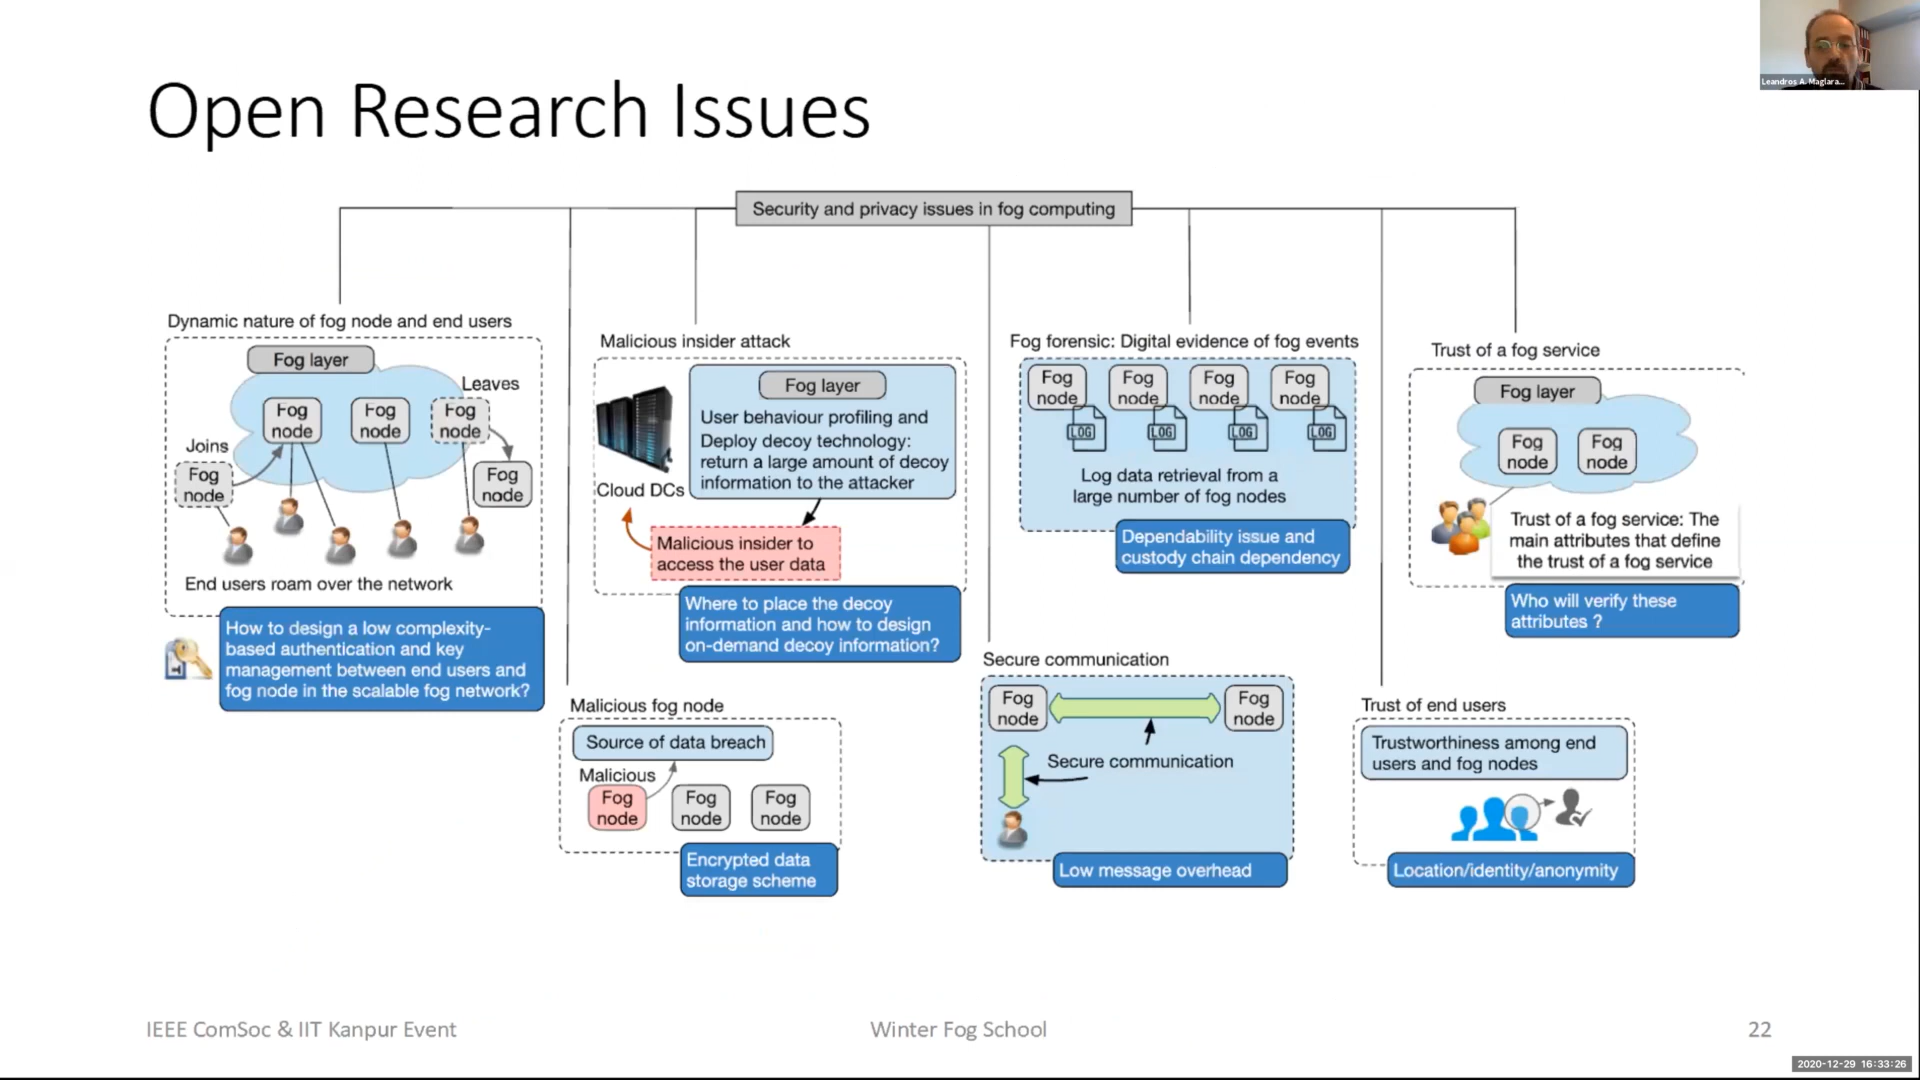 Leandros A. Maglara...
Open Research Issues
Security and privacy issues in fog computing
Dynamic nature of fog node and end users
Fog layer
Leaves
Fog
node
Fog
node
Fog
node
Joins
Fog
node
Fog
node
End users roam over the network
How to design a low complexity-
based authentication and key
management between end users and
fog node in the scalable fog network?
Malicious insider attack
Fog layer
User behaviour profiling and
Deploy decoy technology:
return a large amount of decoy
information to the attacker
Cloud DCs
Malicious insider to
access the user data
Where to place the decoy
information and how to design
on-demand decoy information?
Malicious fog node
Source of data breach
Malicious
Fog
node
Fog
node
Fog
node
Encrypted data
storage scheme
Fog forensic: Digital evidence of fog events
Fog
node
Fog
node
Fog
node
Fog
node
LOG
LOG
LOG
LOG
Log data retrieval from a
large number of fog nodes
Dependability issue and
custody chain dependency
Secure communication
Fog
node
Fog
node
Secure communication
Low message overhead
Trust of a fog service
Fog layer
Fog
node
Fog
node
Trust of a fog service: The
main attributes that define
the trust of a fog service
Who will verify these
attributes ?
Trust of end users
Trustworthiness among end
users and fog nodes
Location/identity/anonymity
IEEE ComSoc & IIT Kanpur Event
Winter Fog School
22
2020-12-29 16:33:26